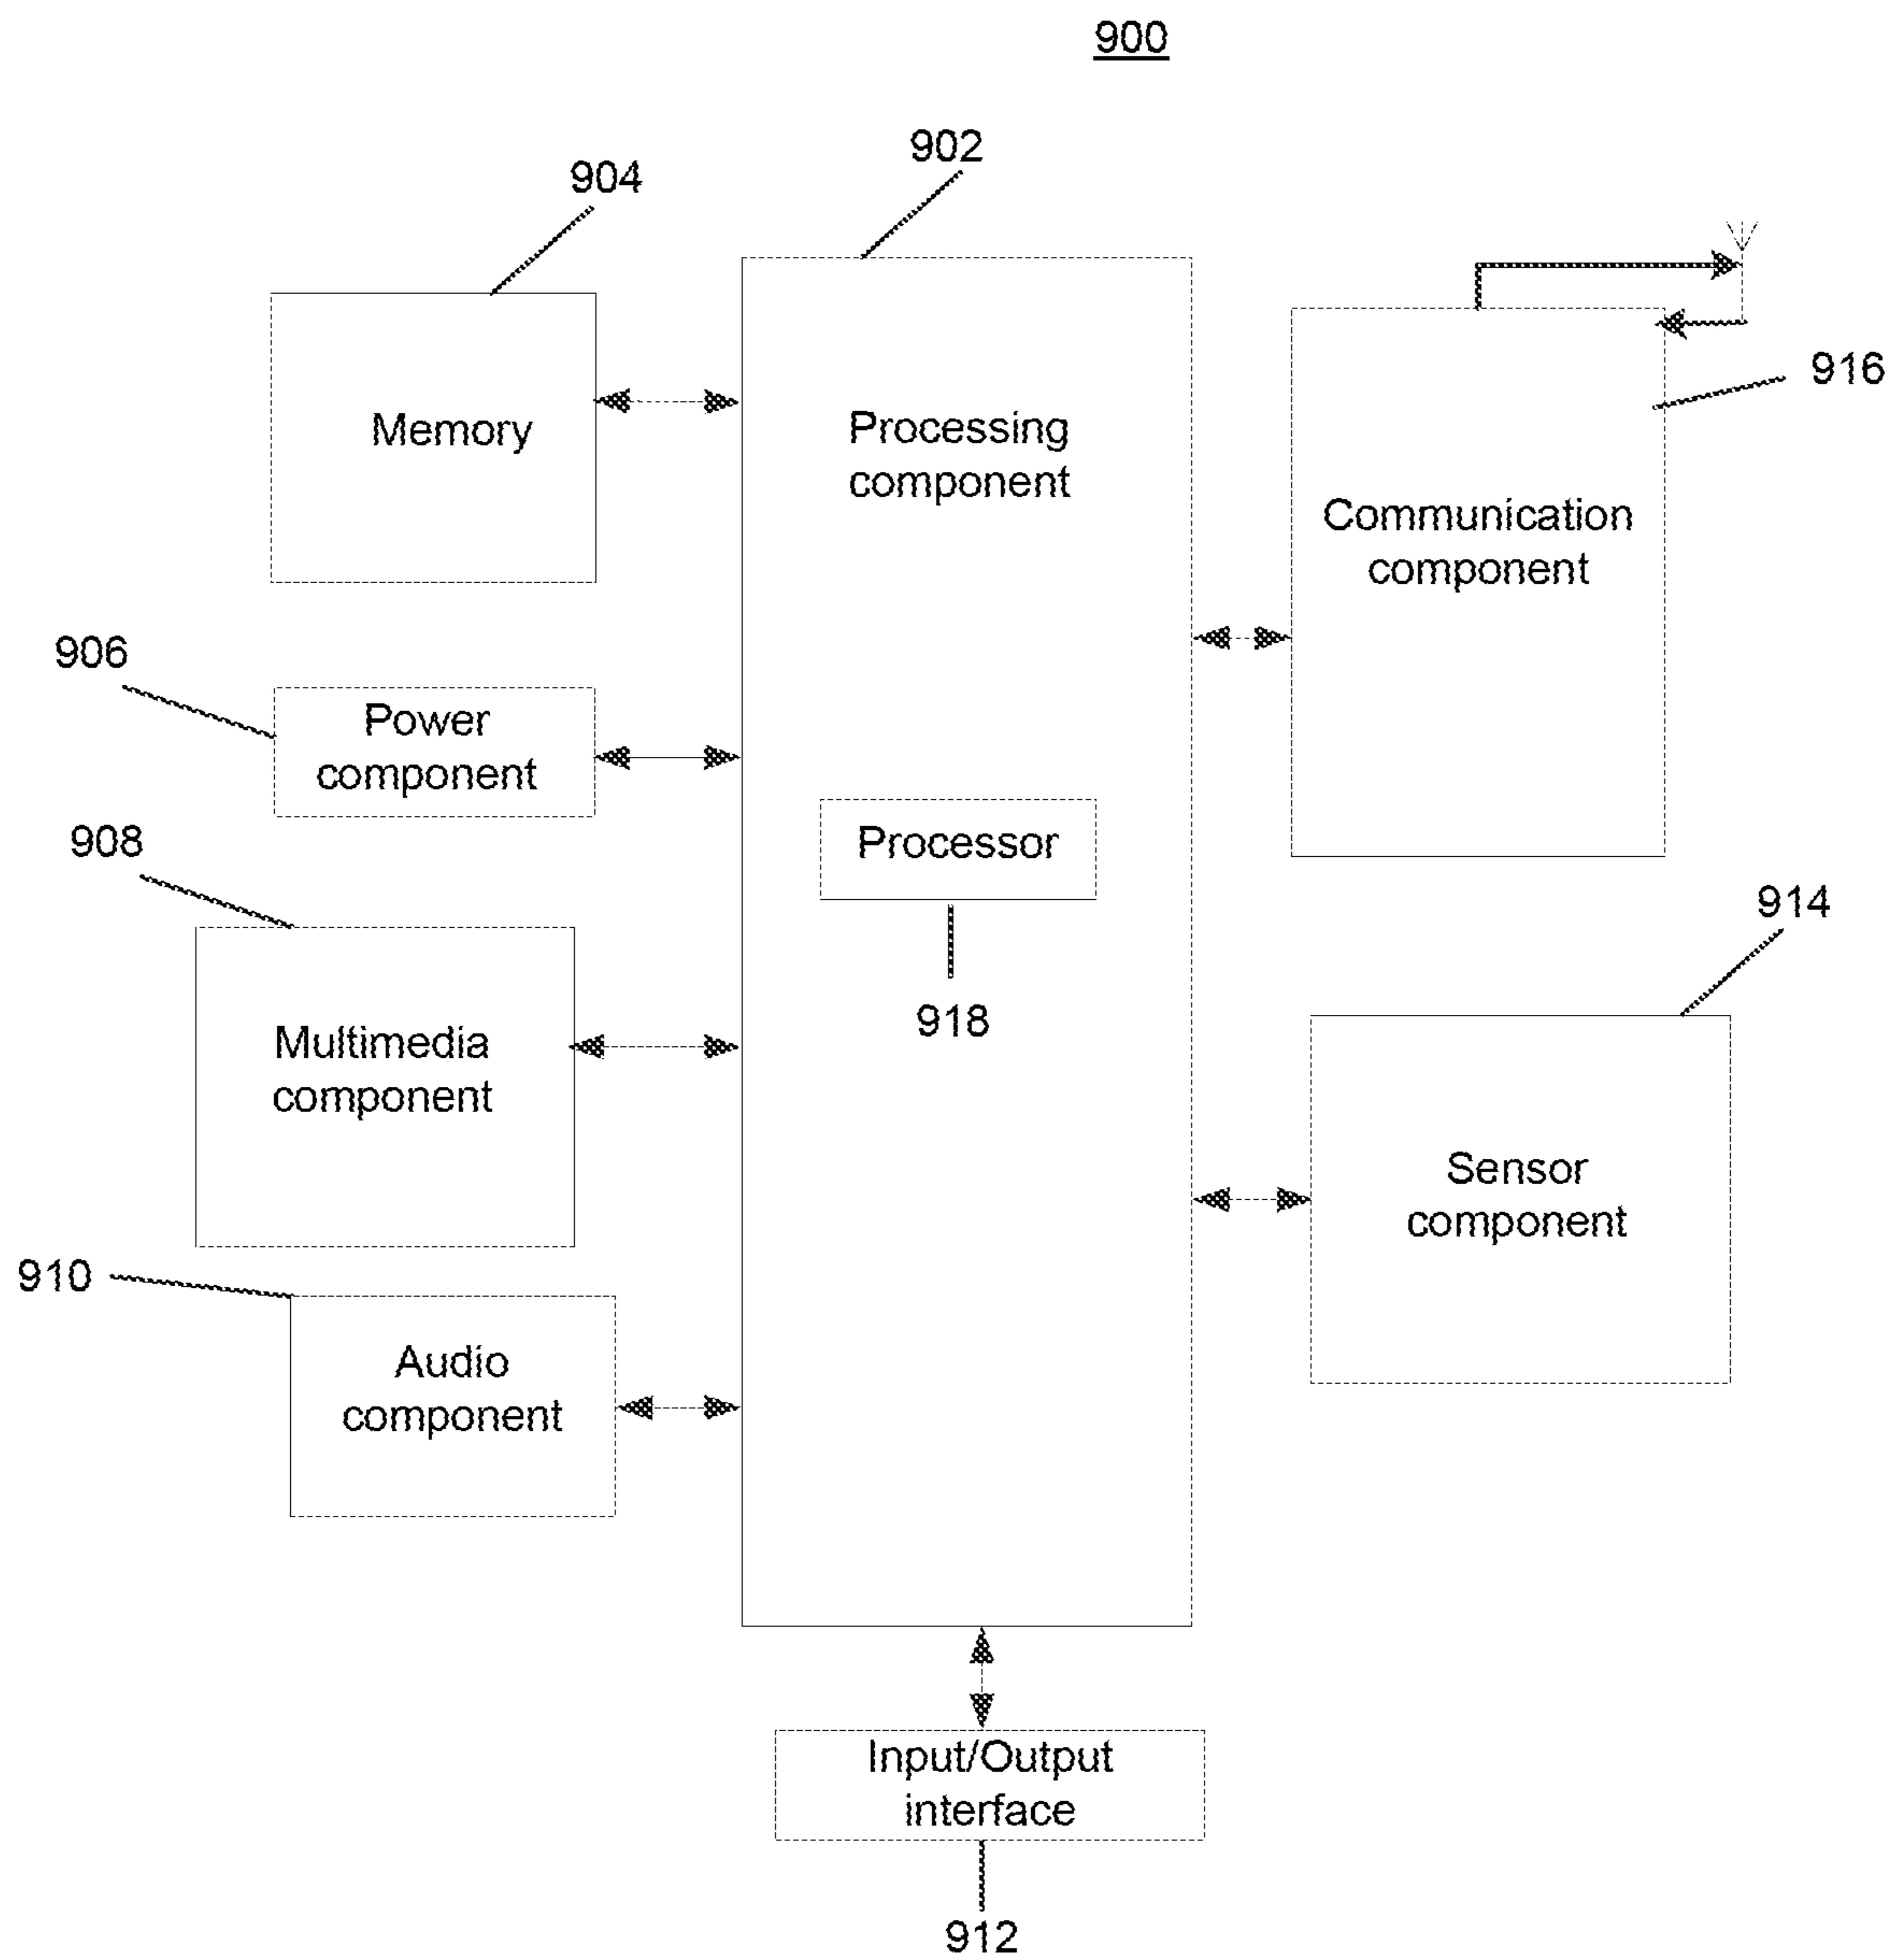 900
902
904
Memory
Processing
component
916
Communication
component
906
Power
component
908
Processor
914
918
Multimedia
component
Sensor
component
910
Audio
component
Input/Output
interface
912